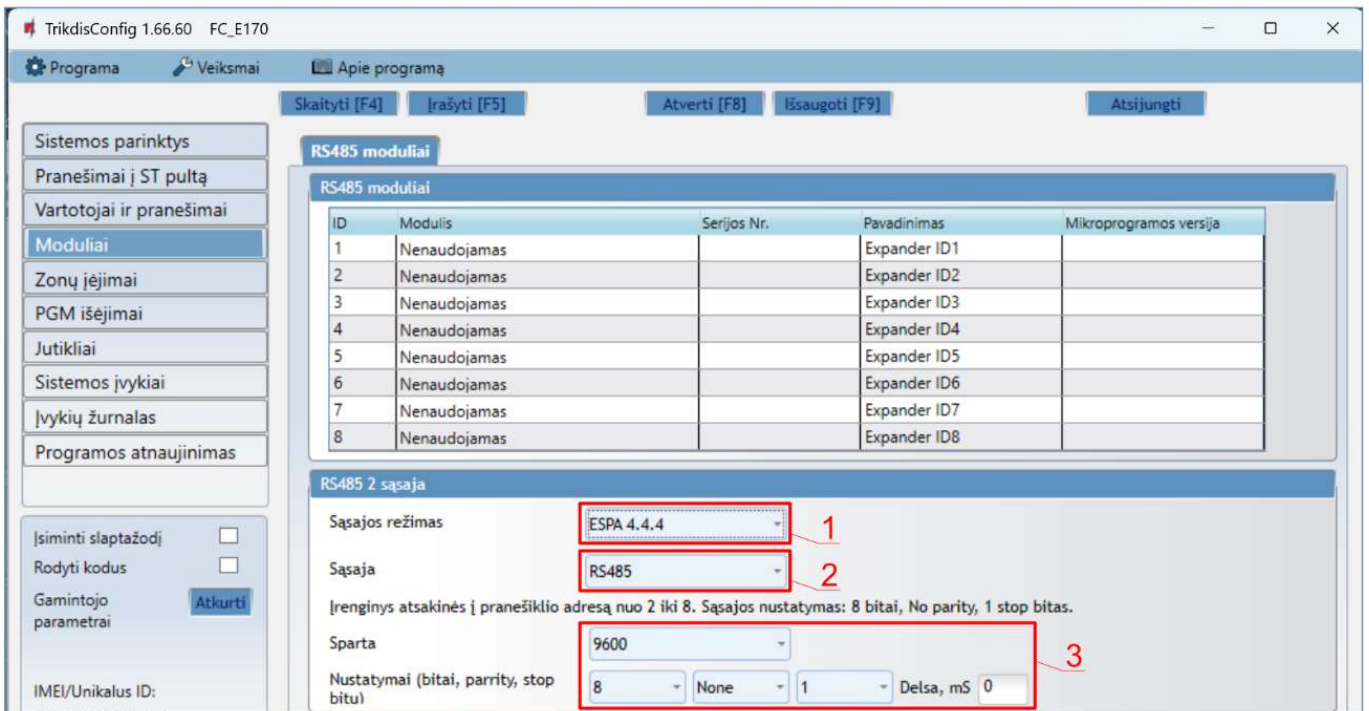 TrikdisConfig 1.66.60 FC_E170
Programa Veiksmai Apie programą
Skaityti [F4] Įrašyti [F5] Atverti [F8] Išsaugoti [F9] Atsijungti
Sistemos parinktys
Pranešimai į ST pultą
Vartotojai ir pranešimai
Moduliai
Zonų įėjimai
PGM išėjimai
Jutikliai
Sistemos įvykiai
Įvykių žurnalas
Programos atnaujinimas
Įsiminti slaptažodį
Rodyti kodus
Gamintojo
parametrai
Atkurti
IMEI/Unikalus ID:
RS485 moduliai
RS485 moduliai
ID Modulis Serijos Nr. Pavadinimas Mikroprogramos versija
1 Nenaudojamas Expander ID1
2 Nenaudojamas Expander ID2
3 Nenaudojamas Expander ID3
4 Nenaudojamas Expander ID4
5 Nenaudojamas Expander ID5
6 Nenaudojamas Expander ID6
7 Nenaudojamas Expander ID7
8 Nenaudojamas Expander ID8
RS485 2 sąsaja
Sąsajos režimas ESPA 4.4.4 1
Sąsaja RS485 2
Įrenginys atsakinės į pranešiklio adresą nuo 2 iki 8. Sąsajos nustatymas: 8 bitai, No parity, 1 stop bitas.
Sparta 9600
3
Nustatymai (bitai, parrity, stop
bitu)
8 None 1 Delsa, mS 0